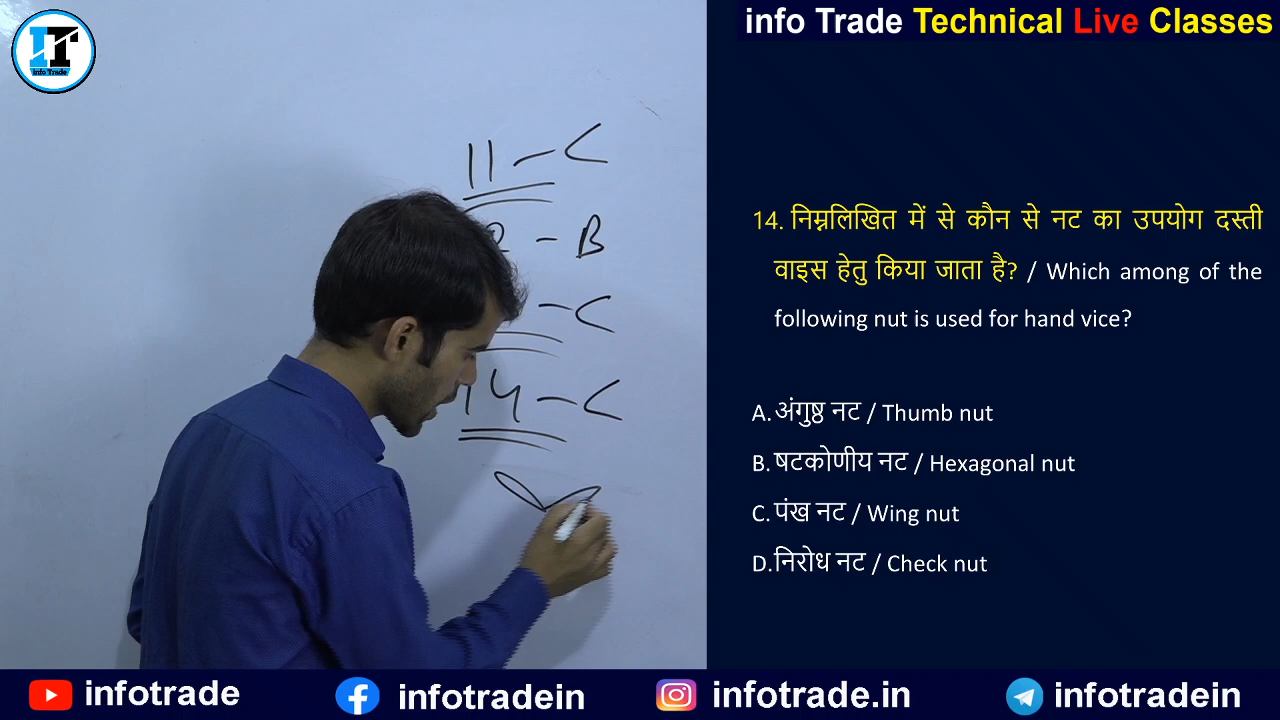 IT
info Trade
info Trade Technical Live Classes
11 - C
- B
- C
14 - C
14. निम्नलिखित में से कौन से नट का उपयोग दस्ती
वाइस हेतु किया जाता है? / Which among of the
following nut is used for hand vice?
A. अंगुष्ठ नट / Thumb nut
B. षटकोणीय नट / Hexagonal nut
C. पंख नट / Wing nut
D. निरोध नट / Check nut
infotrade
infotradein
infotrade.in
infotradein